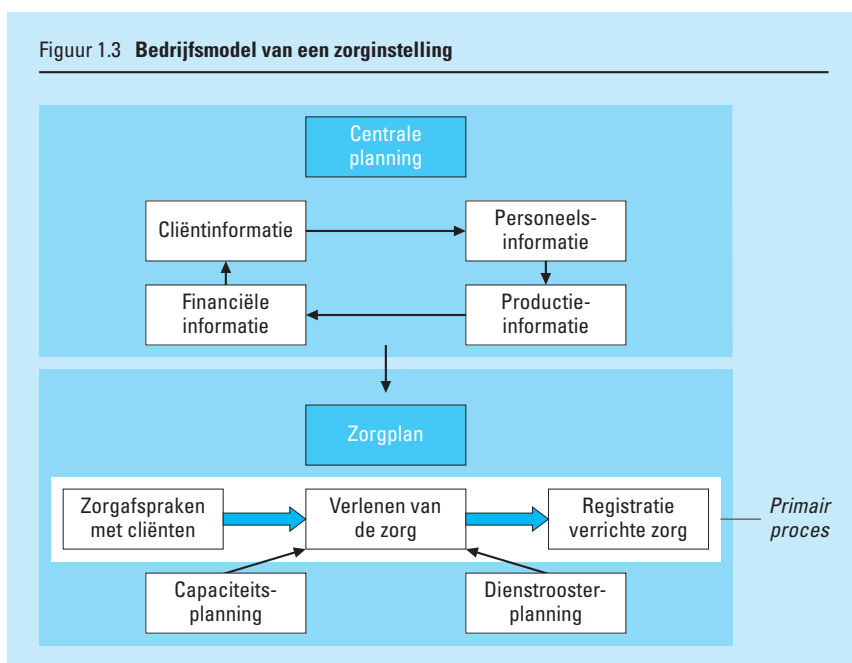 Figuur 1.3 Bedrijfsmodel van een zorginstelling
Centrale
planning
Cliëntinformatie
Personeels-
informatie
Financiële
informatie
Productie-
informatie
Zorgplan
Zorgafspraken
met cliënten
Verlenen van
de zorg
Registratie
verrichte zorg
Primair
proces
Capaciteits-
planning
Dienstrooster-
planning